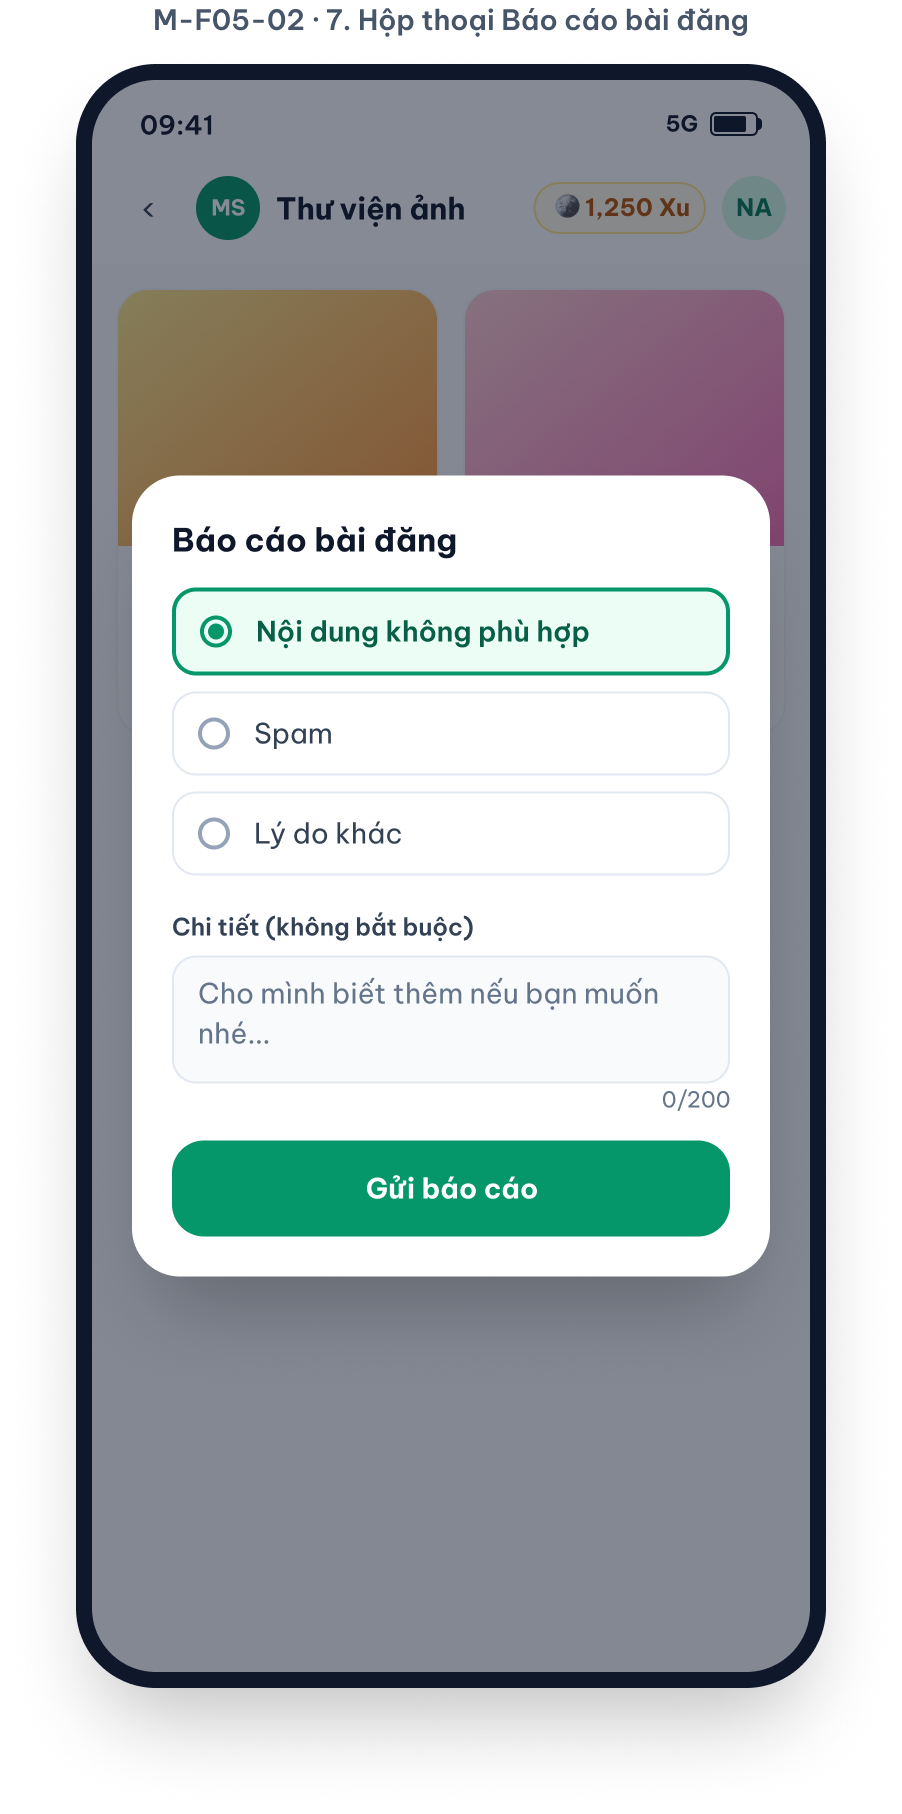 M-F05-02 · 7. Hộp thoại Báo cáo bài đăng
09:41
5G
MS
Thư viện ảnh
1,250 Xu
NA
Báo cáo bài đăng
Nội dung không phù hợp
Spam
Lý do khác
Chi tiết (không bắt buộc)
Cho mình biết thêm nếu bạn muốn
nhé...
0/200
Gửi báo cáo